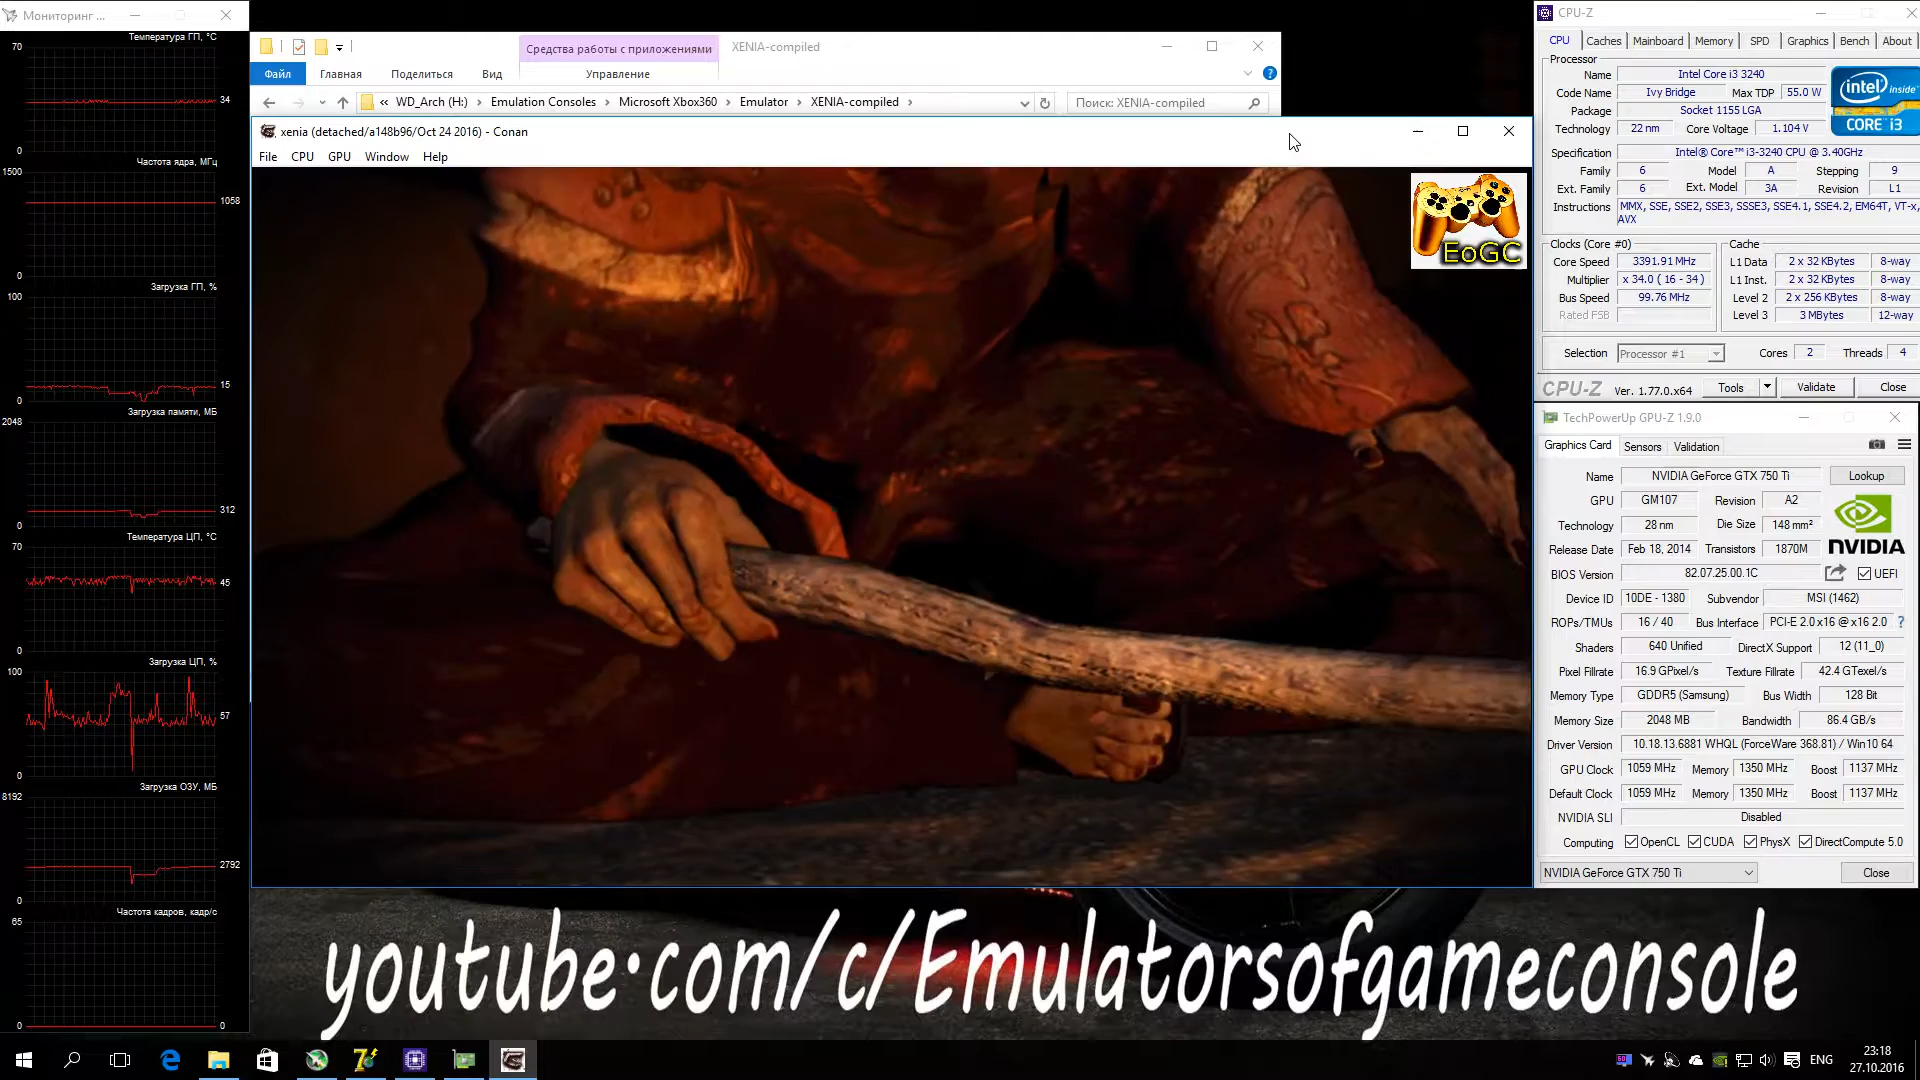 Мониторинг ...
Температура ГП, °C
70
34
0
Частота ядра, МГц
1500
1058
0
Загрузка ГП, %
100
15
0
Загрузка памяти, МБ
2048
312
0
Температура ЦП, °C
70
45
0
Загрузка ЦП, %
100
57
0
Загрузка ОЗУ, МБ
8192
2792
0
Частота кадров, кадр/с
65
0
0
Средства работы с приложениями
XENIA-compiled
Файл
Главная
Поделиться
Вид
Управление
« WD_Arch (H:) › Emulation Consoles › Microsoft Xbox360 › Emulator › XENIA-compiled ›
Поиск: XENIA-compiled
xenia (detached/a148b96/Oct 24 2016) - Conan
File CPU GPU Window Help
EoGC
CPU-Z
CPU Caches Mainboard Memory SPD Graphics Bench About
Processor
Name Intel Core i3 3240
Code Name Ivy Bridge Max TDP 55.0 W
Package Socket 1155 LGA
Technology 22 nm Core Voltage 1.104 V
intel inside™
CORE i3
Specification Intel® Core™ i3-3240 CPU @ 3.40GHz
Family 6 Model A Stepping 9
Ext. Family 6 Ext. Model 3A Revision L1
Instructions MMX, SSE, SSE2, SSE3, SSSE3, SSE4.1, SSE4.2, EM64T, VT-x,
AVX
Clocks (Core #0)
Core Speed 3391.91 MHz
Multiplier x 34.0 ( 16 - 34 )
Bus Speed 99.76 MHz
Rated FSB
Cache
L1 Data 2 x 32 KBytes 8-way
L1 Inst. 2 x 32 KBytes 8-way
Level 2 2 x 256 KBytes 8-way
Level 3 3 MBytes 12-way
Selection Processor #1 Cores 2 Threads 4
CPU-Z Ver. 1.77.0.x64 Tools Validate Close
TechPowerUp GPU-Z 1.9.0
Graphics Card Sensors Validation
Name NVIDIA GeForce GTX 750 Ti Lookup
GPU GM107 Revision A2
Technology 28 nm Die Size 148 mm²
Release Date Feb 18, 2014 Transistors 1870M
NVIDIA
BIOS Version 82.07.25.00.1C UEFI
Device ID 10DE - 1380 Subvendor MSI (1462)
ROPs/TMUs 16 / 40 Bus Interface PCI-E 2.0 x16 @ x16 2.0 ?
Shaders 640 Unified DirectX Support 12 (11_0)
Pixel Fillrate 16.9 GPixel/s Texture Fillrate 42.4 GTexel/s
Memory Type GDDR5 (Samsung) Bus Width 128 Bit
Memory Size 2048 MB Bandwidth 86.4 GB/s
Driver Version 10.18.13.6881 WHQL (ForceWare 368.81) / Win10 64
GPU Clock 1059 MHz Memory 1350 MHz Boost 1137 MHz
Default Clock 1059 MHz Memory 1350 MHz Boost 1137 MHz
NVIDIA SLI Disabled
Computing OpenCL CUDA PhysX DirectCompute 5.0
NVIDIA GeForce GTX 750 Ti Close
youtube.com/c/Emulatorsofgameconsole
ENG
23:18
27.10.2016